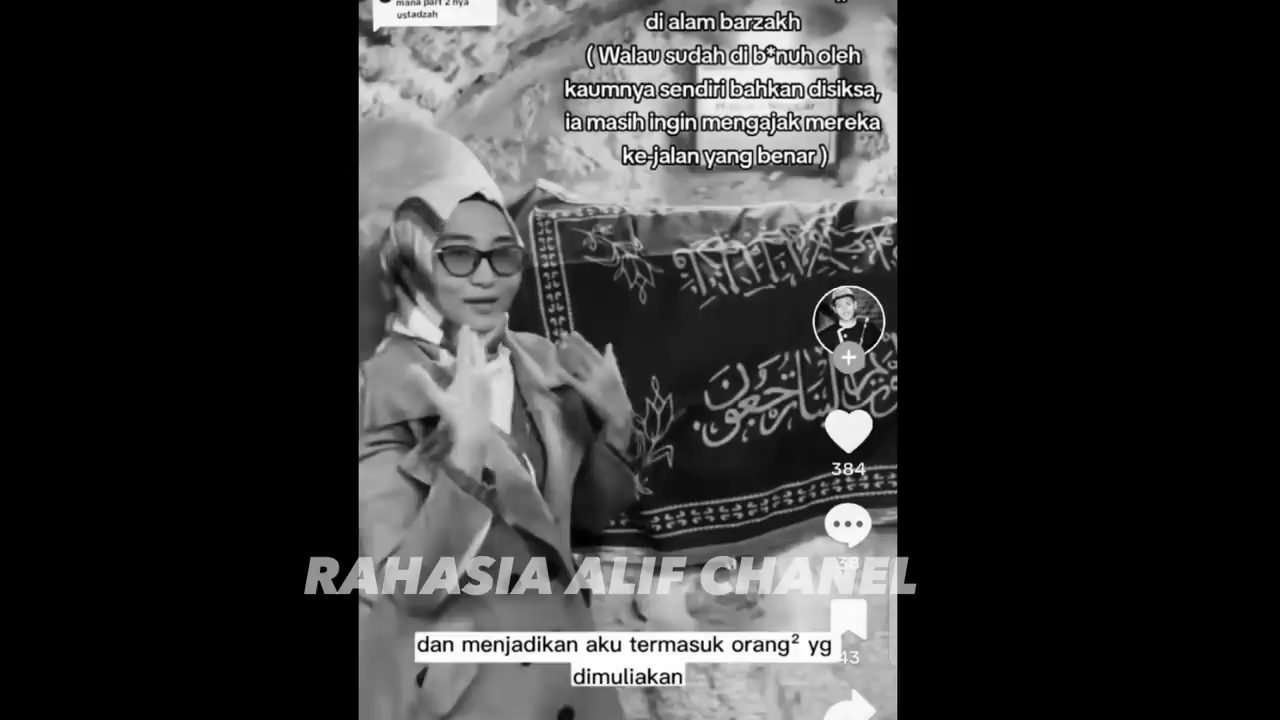 mana part 2 nya
ustadzah
di alam barzakh
( Walau sudah di b*nuh oleh
kaumnya sendiri bahkan disiksa,
ia masih ingin mengajak mereka
ke-jalan yang benar )
384
38
RAHASIA ALIF CHANEL
dan menjadikan aku termasuk orang² yg
dimuliakan
43